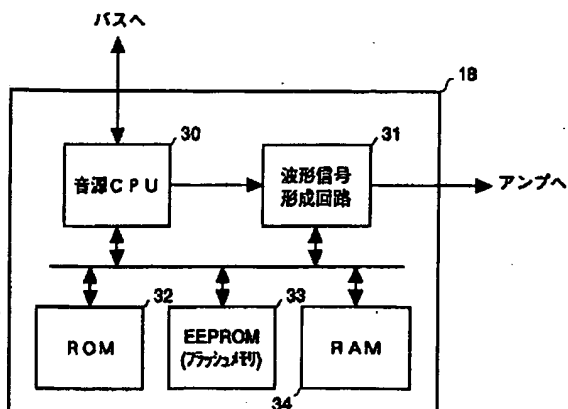 バスへ
18
30
31
音源CPU
波形信号
形成回路
アンプへ
32
33
ROM
EEPROM
(フラッシュメモリ)
RAM
34